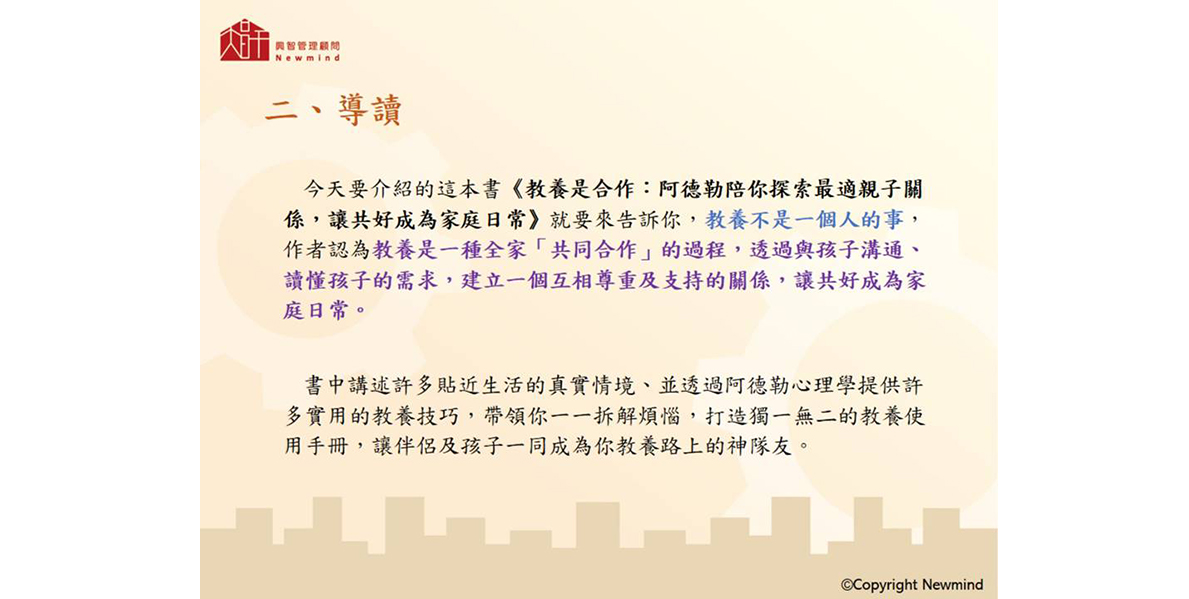 興智管理顧問
Newmind
二、導讀
今天要介紹的這本書《教養是合作：阿德勒陪你探索最適親子關
係，讓共好成為家庭日常》就要來告訴你，教養不是一個人的事，
作者認為教養是一種全家「共同合作」的過程，透過與孩子溝通、
讀懂孩子的需求，建立一個互相尊重及支持的關係，讓共好成為家
庭日常。
書中講述許多貼近生活的真實情境、並透過阿德勒心理學提供許
多實用的教養技巧，帶領你一一拆解煩惱，打造獨一無二的教養使
用手冊，讓伴侶及孩子一同成為你教養路上的神隊友。
©Copyright Newmind